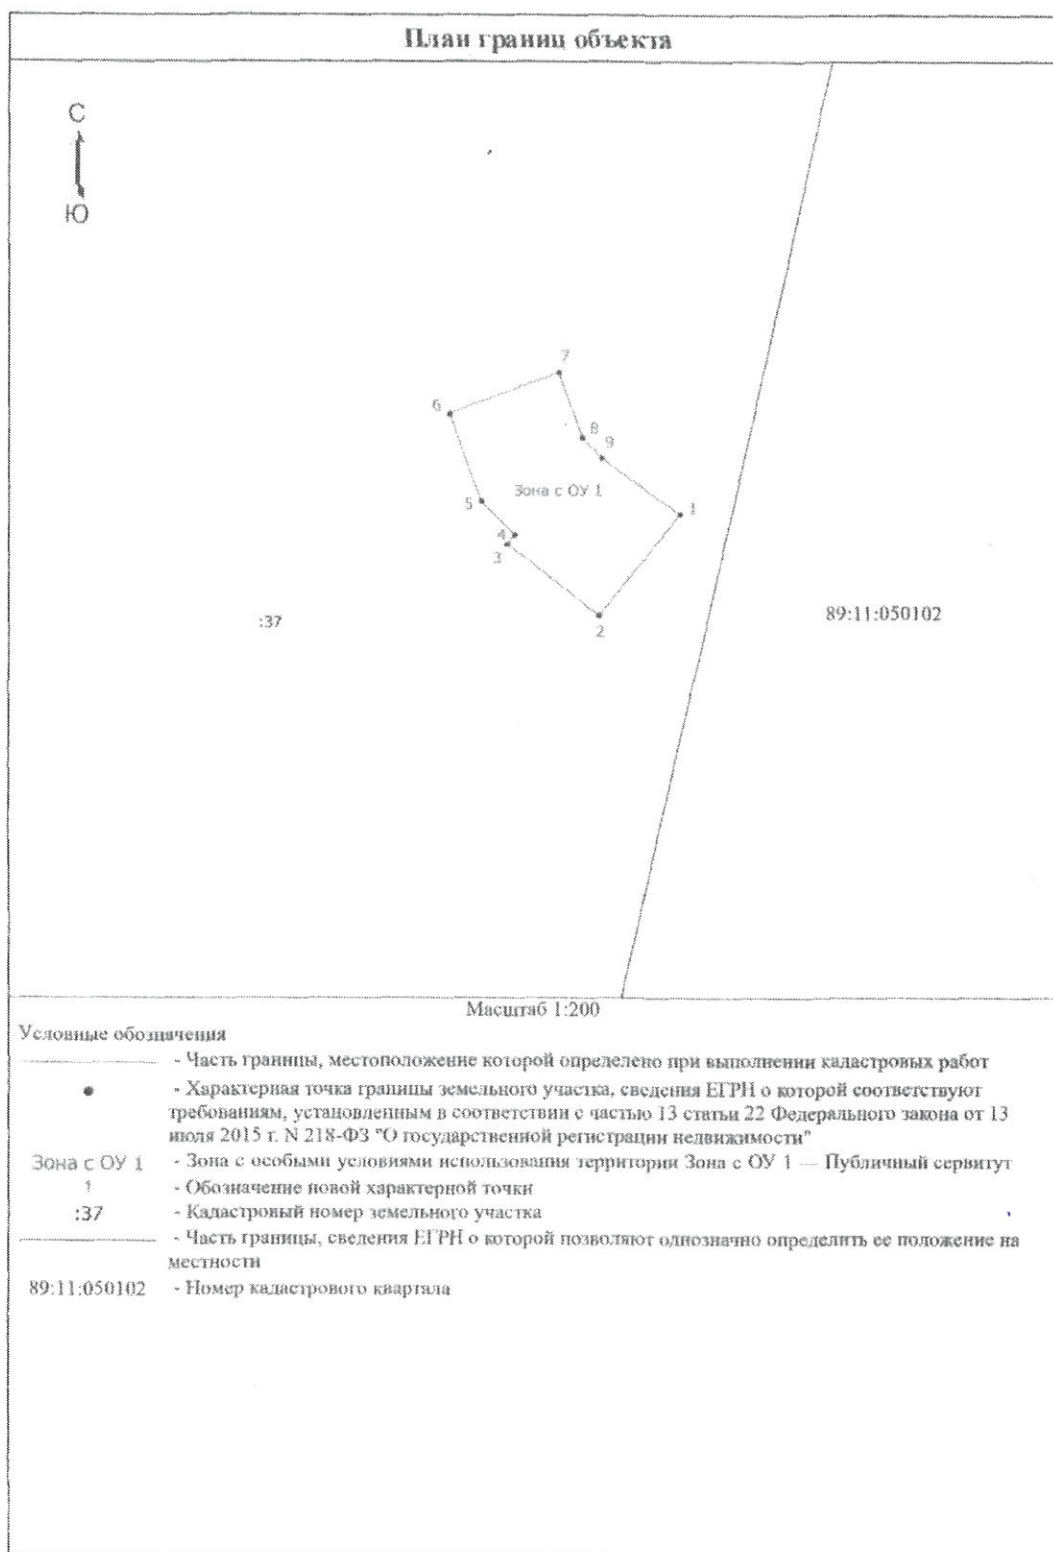 План границ объекта
С
Ю
7
6
8
9
Зона с ОУ 1
5
1
4
3
2
:37
89:11:050102
Масштаб 1:200
Условные обозначения
- Часть границы, местоположение которой определено при выполнении кадастровых работ
- Характерная точка границы земельного участка, сведения ЕГРН о которой соответствуют
требованиям, установленным в соответствии с частью 13 статьи 22 Федерального закона от 13
июля 2015 г. N 218-ФЗ "О государственной регистрации недвижимости"
Зона с ОУ 1 - Зона с особыми условиями использования территории Зона с ОУ 1 — Публичный сервитут
1 - Обозначение новой характерной точки
:37 - Кадастровый номер земельного участка
- Часть границы, сведения ЕГРН о которой позволяют однозначно определить ее положение на
местности
89:11:050102 - Номер кадастрового квартала